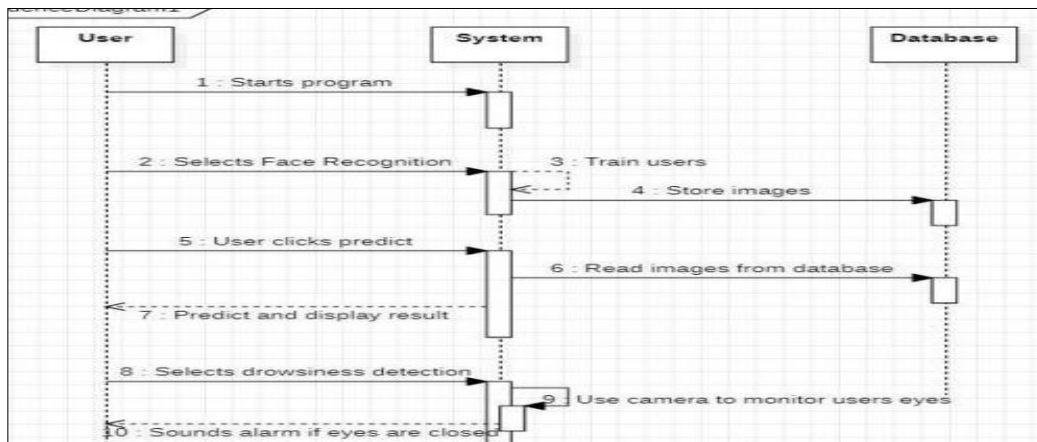 User System Database
1 : Starts program
2 : Selects Face Recognition
3 : Train users
4 : Store images
5 : User clicks predict
6 : Read images from database
7 : Predict and display result
8 : Selects drowsiness detection
9 : Use camera to monitor users eyes
10 : Sounds alarm if eyes are closed